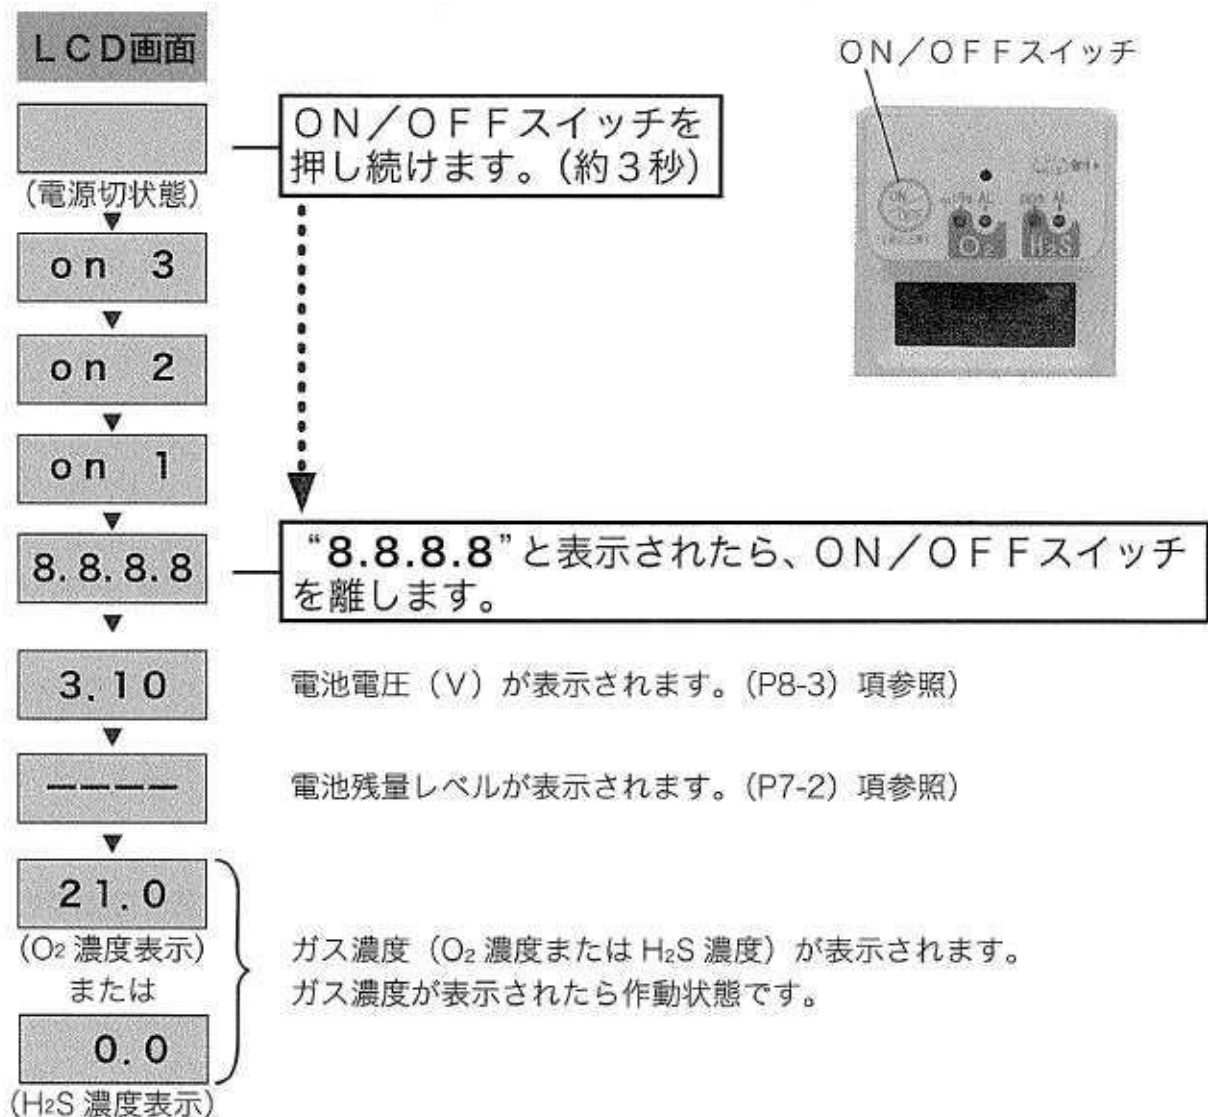 LCD画面
ON/OFFスイッチ
ON/OFFスイッチを
押し続けます。(約3秒)
(電源切状態)
on 3
on 2
on 1
8.8.8.8
“8.8.8.8”と表示されたら、ON/OFFスイッチ
を離します。
3.10
電池電圧(V)が表示されます。(P8-3)項参照)
----
電池残量レベルが表示されます。(P7-2)項参照)
21.0
(O₂ 濃度表示)
または
0.0
(H₂S 濃度表示)
ガス濃度(O₂ 濃度または H₂S 濃度)が表示されます。
ガス濃度が表示されたら作動状態です。
ON
OFF
AL
AL
O₂
H₂S